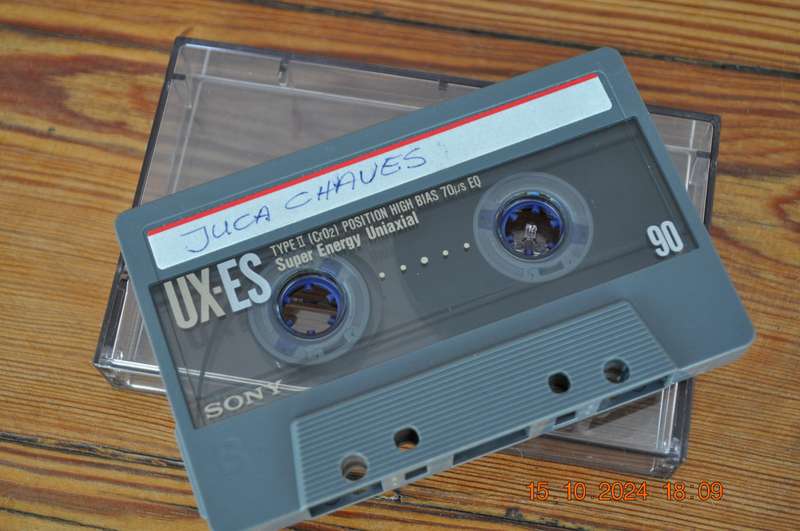 JUCA CHAVES
TYPE II (CrO2) POSITION HIGH BIAS 70µs EQ
Super Energy Uniaxial
UX-ES
90
SONY
15 10 2024 18:09